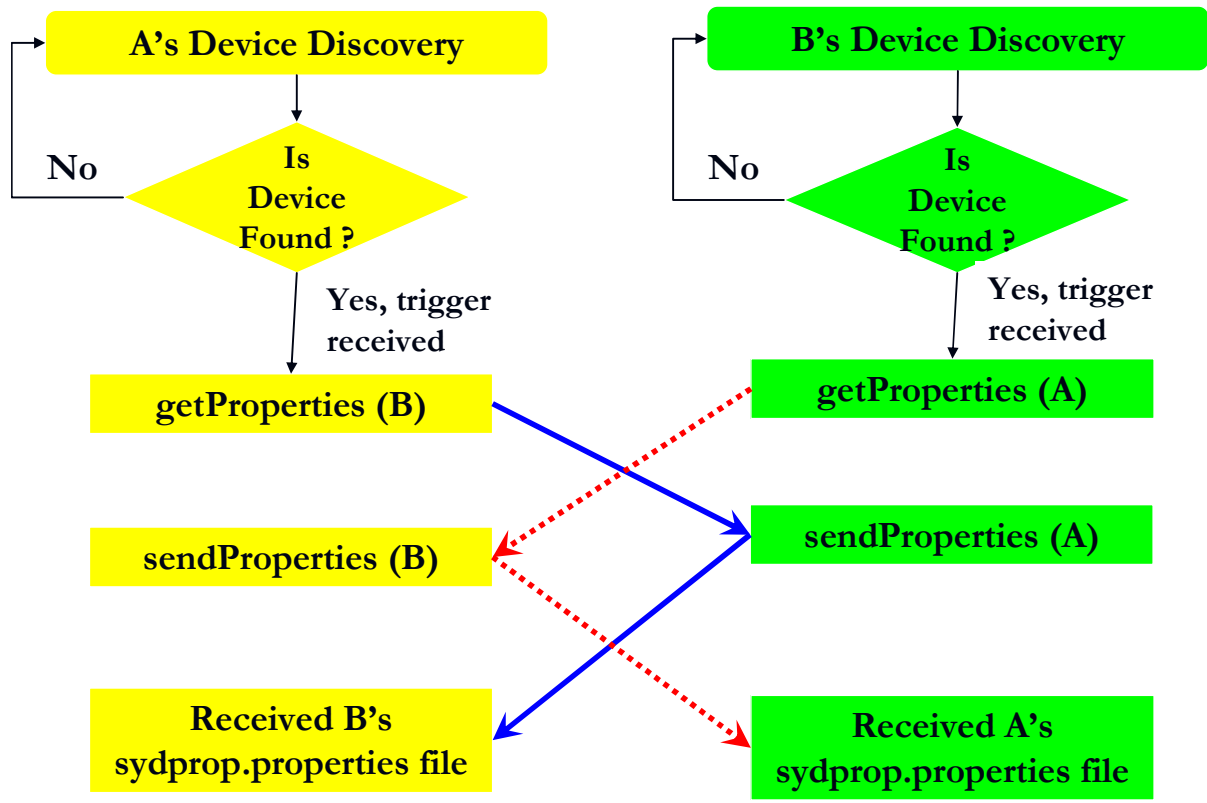 A's Device Discovery
No
Is
Device
Found ?
Yes, trigger
received
getProperties (B)
sendProperties (B)
Received B's
sydprop.properties file
B's Device Discovery
No
Is
Device
Found ?
Yes, trigger
received
getProperties (A)
sendProperties (A)
Received A's
sydprop.properties file